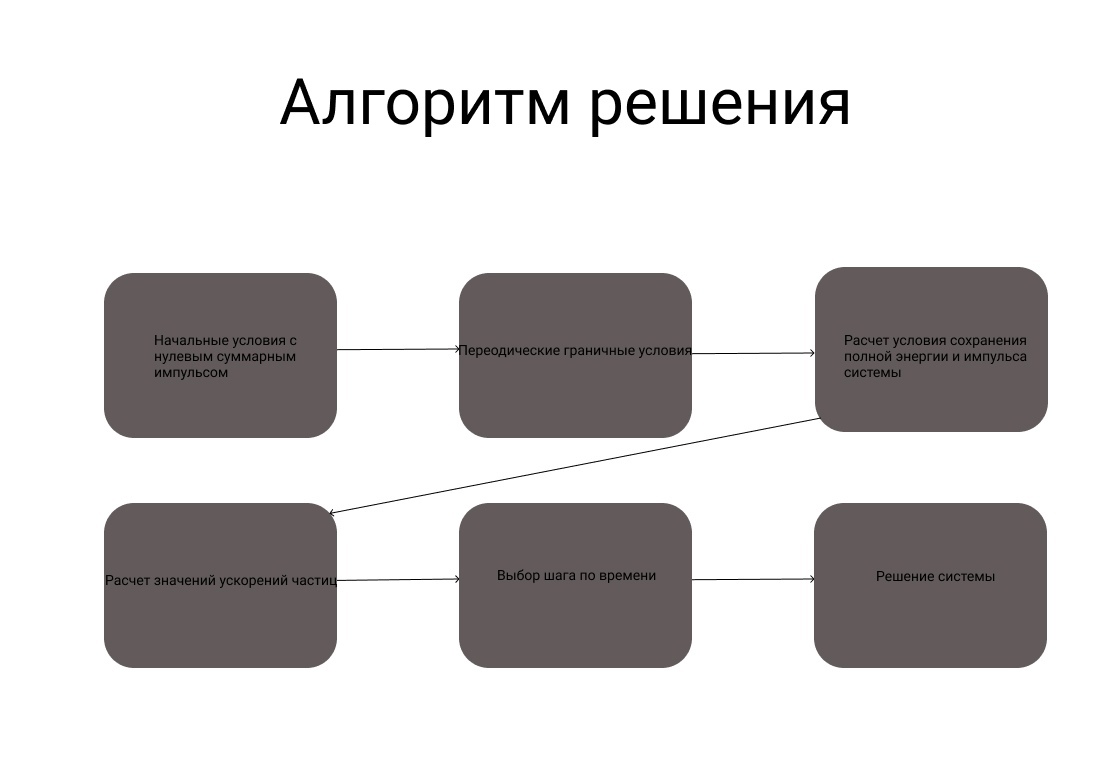 Алгоритм решения
Начальные условия с
нулевым суммарным
импульсом
Переодические граничные условия
Расчет условия сохранения
полной энергии и импульса
системы
Расчет значений ускорений частиц
Выбор шага по времени
Решение системы